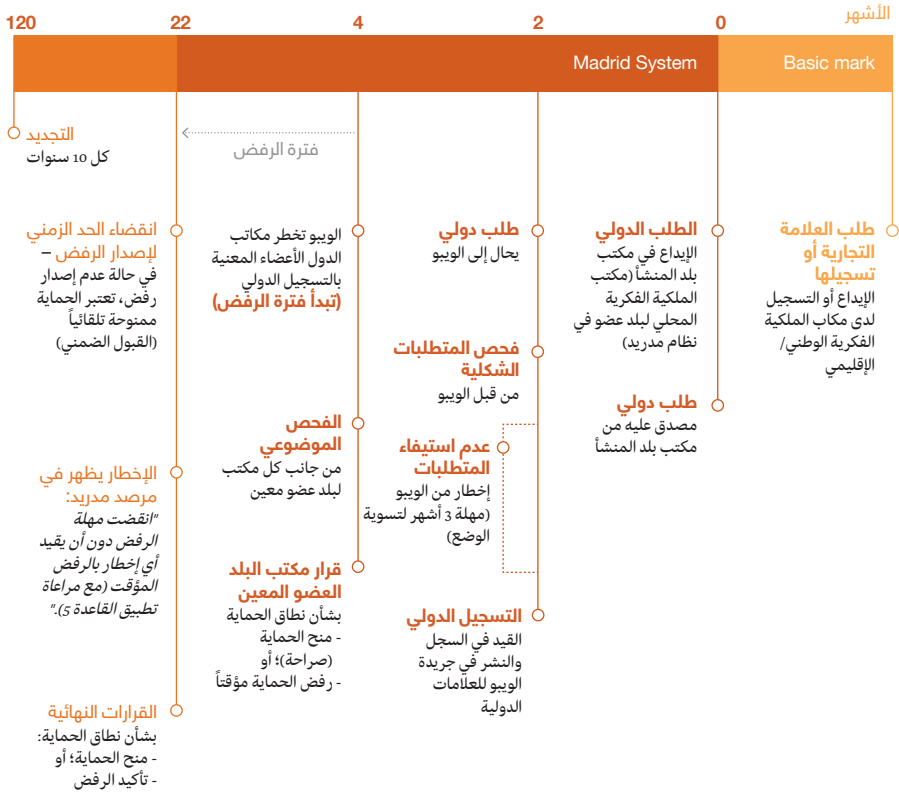 الأشهر
0
2
4
22
120
Basic mark
Madrid System
طلب العلامة
التجارية أو
تسجيلها
الإيداع أو التسجيل
لدى مكاب الملكية
الفكرية الوطني/
الإقليمي
الطلب الدولي
الإيداع في مكتب
بلد المنشأ (مكتب
الملكية الفكرية
المحلي لبلد عضو في
نظام مدريد)
طلب دولي
مصدق عليه من
مكتب بلد المنشأ
طلب دولي
يحال إلى الويبو
فحص المتطلبات
الشكلية
من قبل الويبو
عدم استيفاء
المتطلبات
إخطار من الويبو
(مهلة 3 أشهر لتسوية
الوضع)
التسجيل الدولي
القيد في السجل
والنشر في جريدة
الويبو للعلامات
الدولية
فترة الرفض
الويبو تخطر مكاتب
الدول الأعضاء المعنية
بالتسجيل الدولي
(تبدأ فترة الرفض)
الفحص
الموضوعي
من جانب كل مكتب
لبلد عضو معين
قرار مكتب البلد
العضو المعين
بشأن نطاق الحماية
- منح الحماية
(صراحة)؛ أو
- رفض الحماية مؤقتاً
انقضاء الحد الزمني
لإصدار الرفض –
في حالة عدم إصدار
رفض، تعتبر الحماية
ممنوحة تلقائياً
(القبول الضمني)
الإخطار يظهر في
مرصد مدريد:
"انقضت مهلة
الرفض دون أن يقيد
أي إخطار بالرفض
المؤقت (مع مراعاة
تطبيق القاعدة 5)."
القرارات النهائية
بشأن نطاق الحماية:
- منح الحماية؛ أو
- تأكيد الرفض
التجديد
كل 10 سنوات